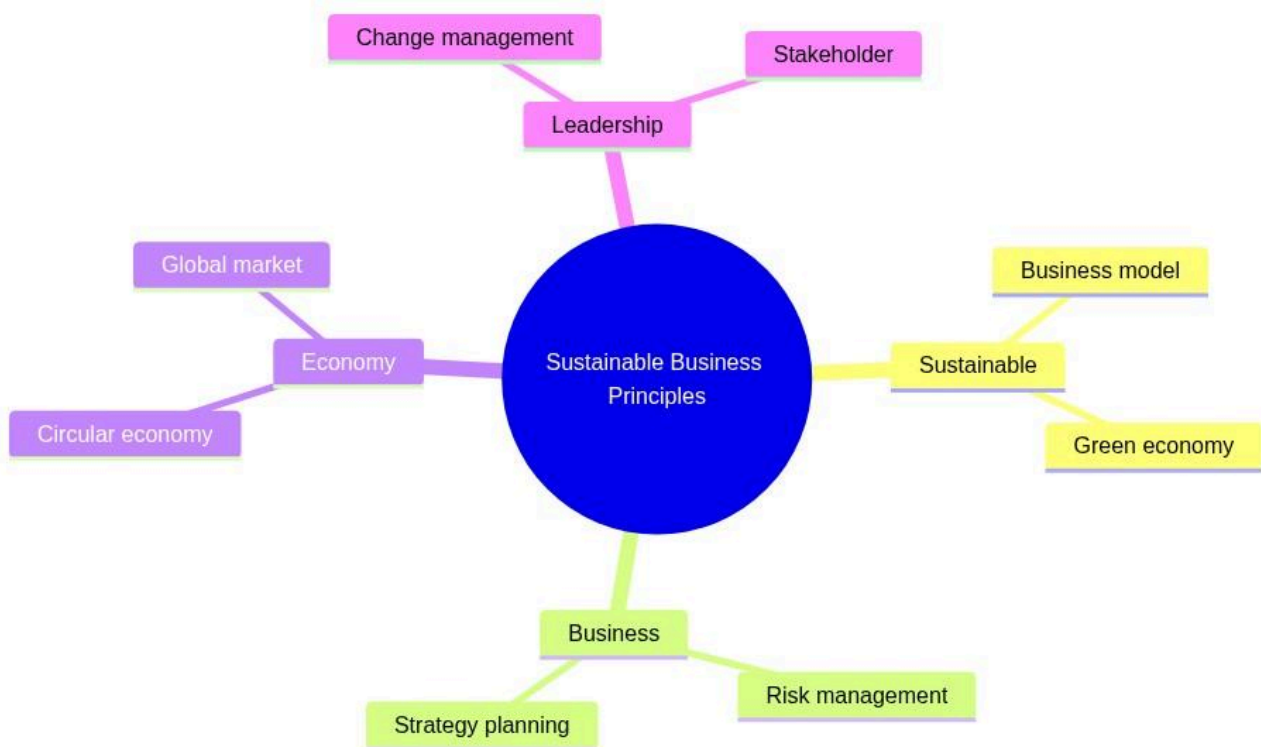 Change management
Stakeholder
Leadership
Global market
Business model
Economy
Sustainable Business
Principles
Sustainable
Circular economy
Green economy
Business
Risk management
Strategy planning